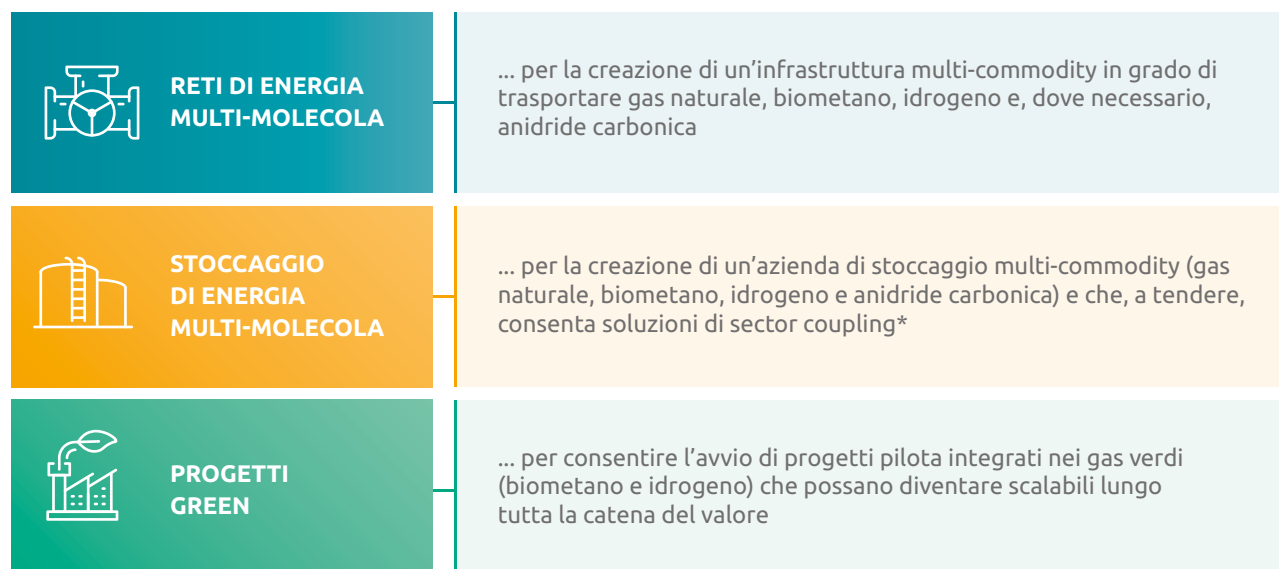 RETI DI ENERGIA
MULTI-MOLECOLA
... per la creazione di un’infrastruttura multi-commodity in grado di
trasportare gas naturale, biometano, idrogeno e, dove necessario,
anidride carbonica
STOCCAGGIO
DI ENERGIA
MULTI-MOLECOLA
... per la creazione di un’azienda di stoccaggio multi-commodity (gas
naturale, biometano, idrogeno e anidride carbonica) e che, a tendere,
consenta soluzioni di sector coupling*
PROGETTI
GREEN
... per consentire l’avvio di progetti pilota integrati nei gas verdi
(biometano e idrogeno) che possano diventare scalabili lungo
tutta la catena del valore